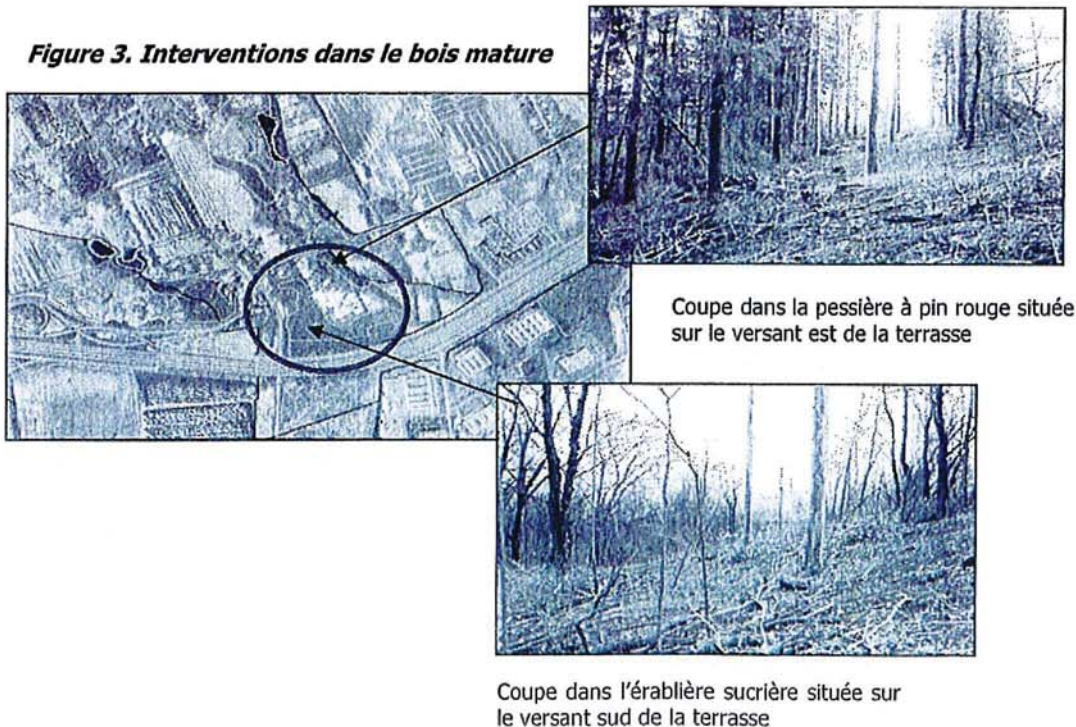 Figure 3. Interventions dans le bois mature
Coupe dans la pessière à pin rouge située
sur le versant est de la terrasse
Coupe dans l'érablière sucrière située sur
le versant sud de la terrasse